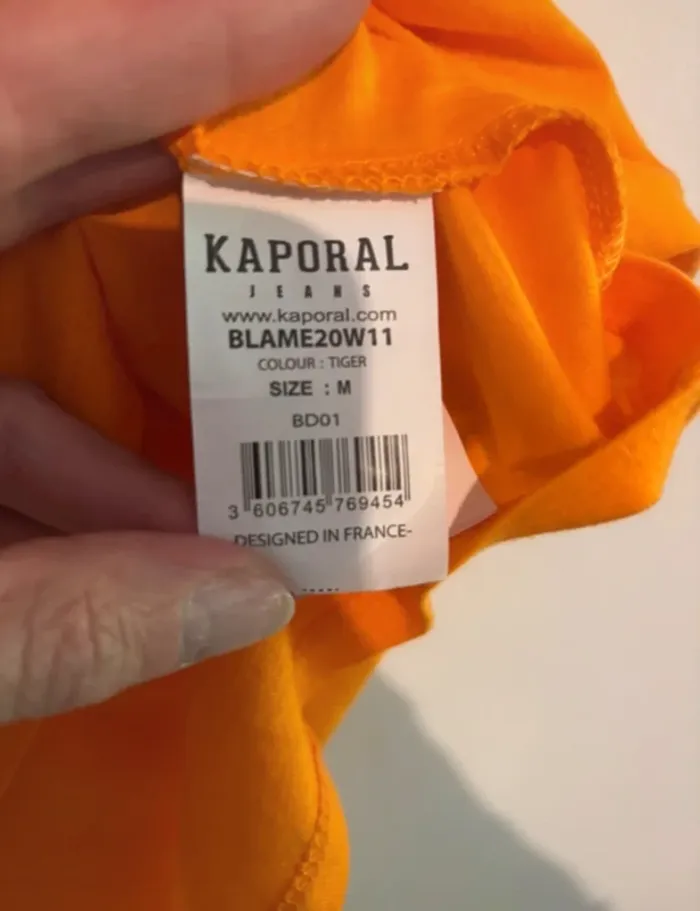 KAPORAL
JEANS
www.kaporal.com
BLAME20W11
COLOUR : TIGER
SIZE : M
BD01
3 606745 769454
DESIGNED IN FRANCE-